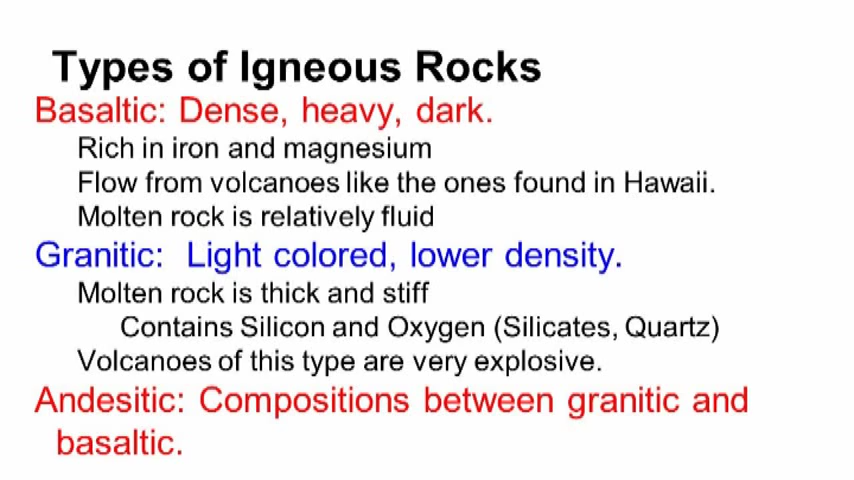 Types of Igneous Rocks
Basaltic: Dense, heavy, dark.
Rich in iron and magnesium
Flow from volcanoes like the ones found in Hawaii.
Molten rock is relatively fluid
Granitic: Light colored, lower density.
Molten rock is thick and stiff
Contains Silicon and Oxygen (Silicates, Quartz)
Volcanoes of this type are very explosive.
Andesitic: Compositions between granitic and
basaltic.